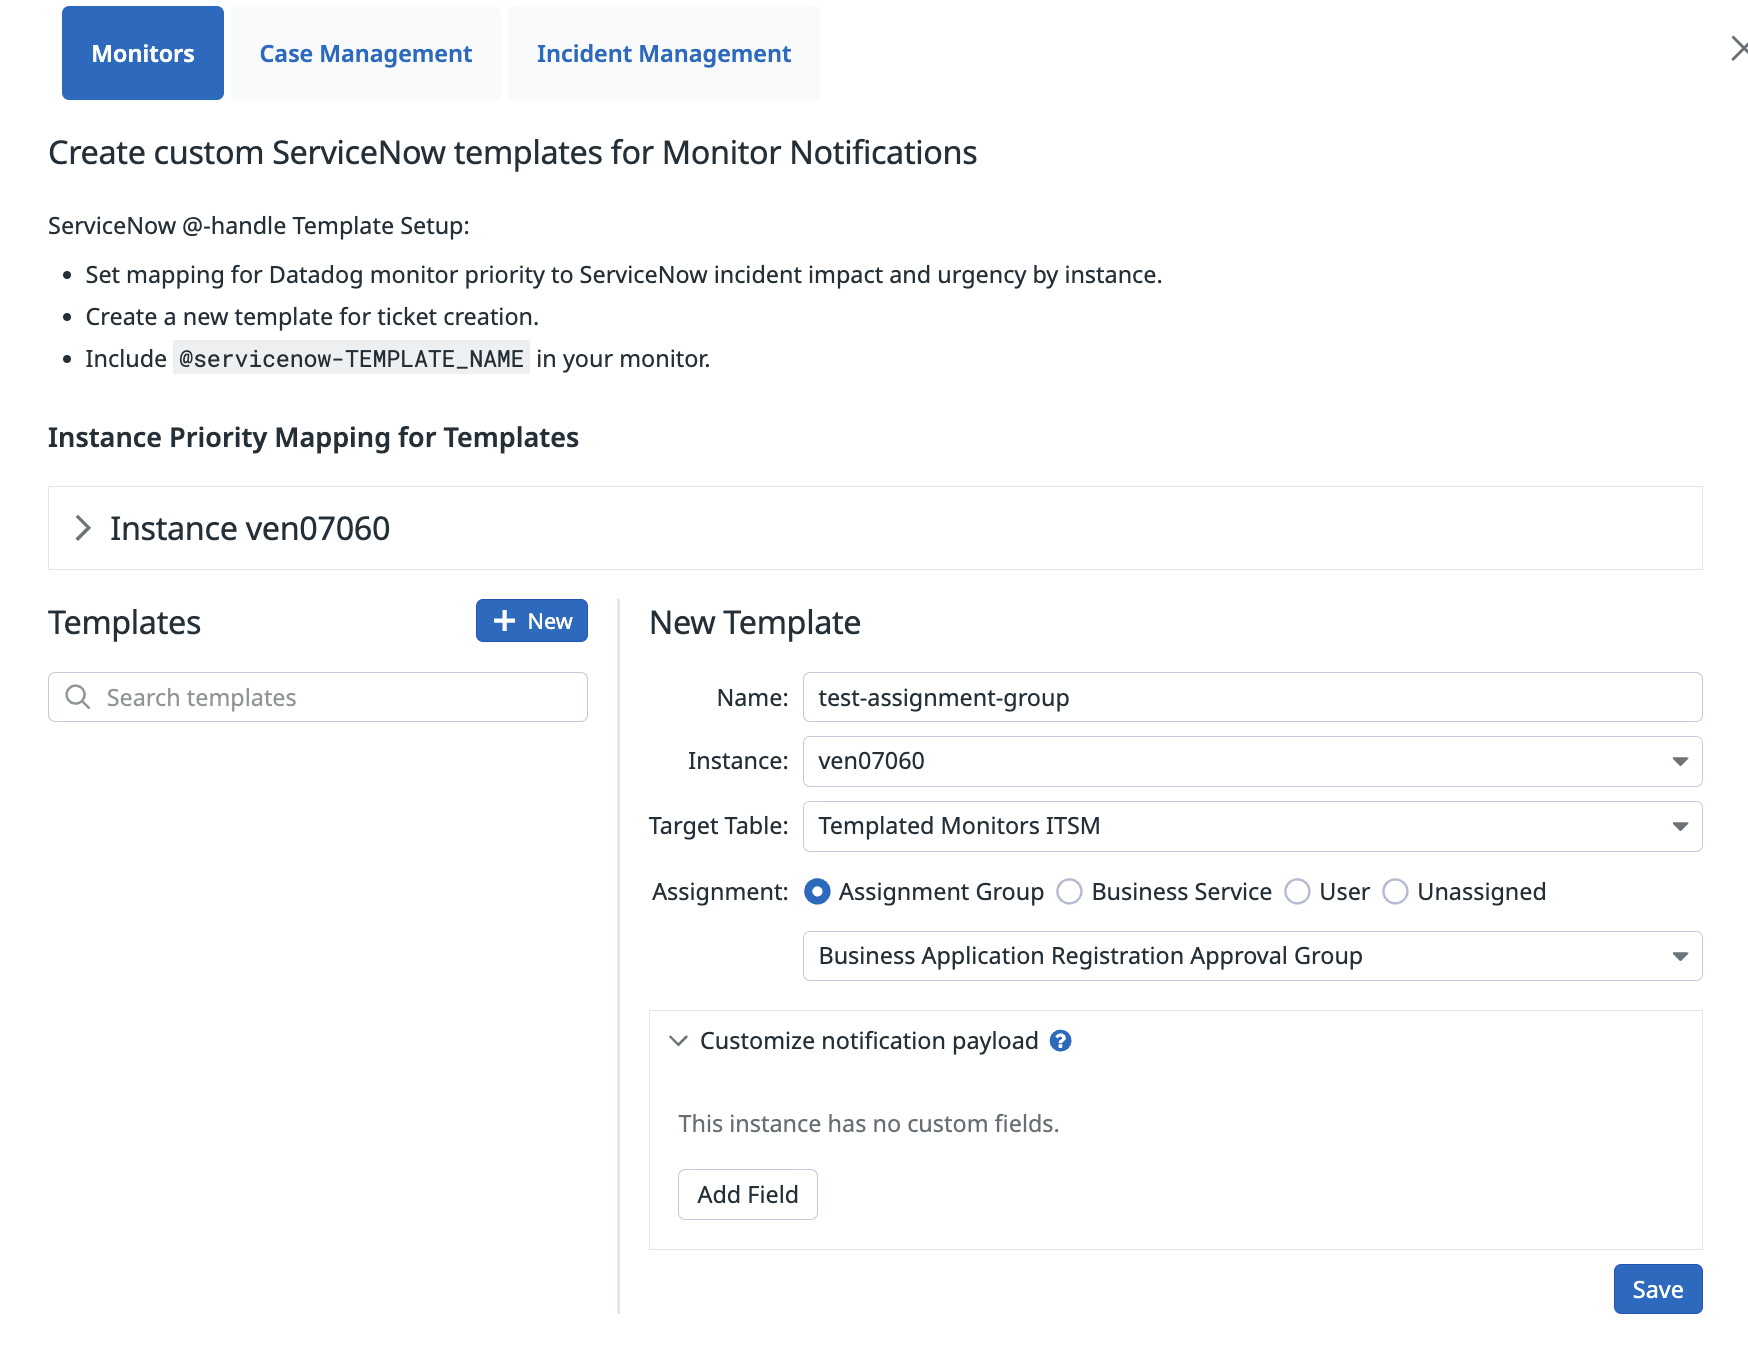 Monitors
Case Management
Incident Management
Create custom ServiceNow templates for Monitor Notifications
ServiceNow @-handle Template Setup:
Set mapping for Datadog monitor priority to ServiceNow incident impact and urgency by instance.
Create a new template for ticket creation.
Include @servicenow-TEMPLATE_NAME in your monitor.
Instance Priority Mapping for Templates
Instance ven07060
Templates
New
Search templates
New Template
Name: test-assignment-group
Instance: ven07060
Target Table: Templated Monitors ITSM
Assignment: Assignment Group Business Service User Unassigned
Business Application Registration Approval Group
Customize notification payload ?
This instance has no custom fields.
Add Field
Save